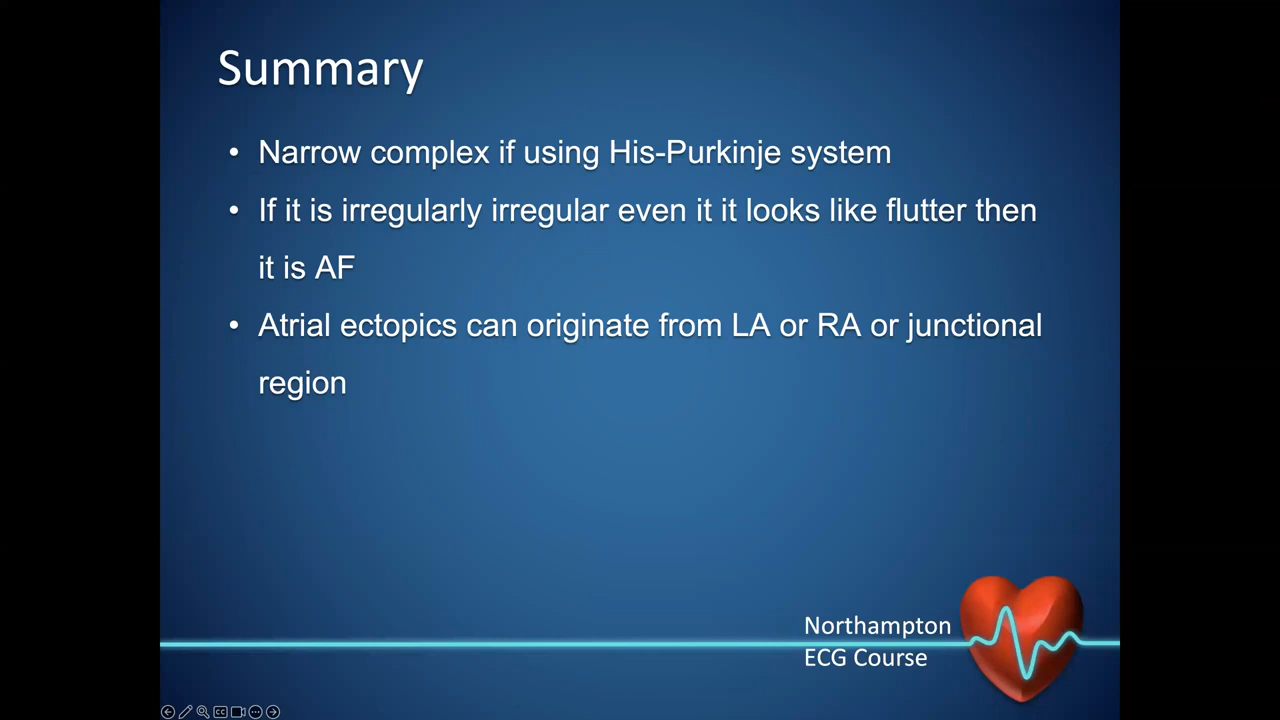 Summary
• Narrow complex if using His-Purkinje system
• If it is irregularly irregular even it it looks like flutter then
it is AF
• Atrial ectopics can originate from LA or RA or junctional
region
Northampton
ECG Course
CC